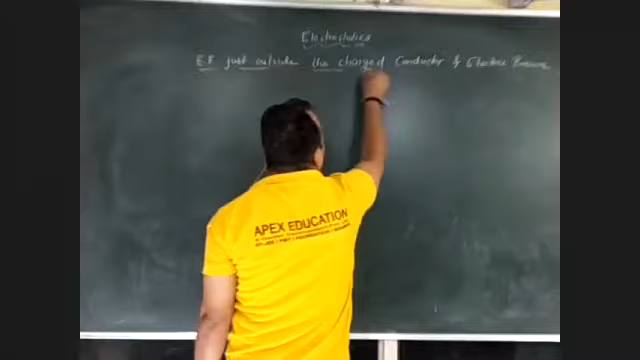 Electrostatics
E.F just outside the charged Conductor & Electric Pressure
APEX EDUCATION